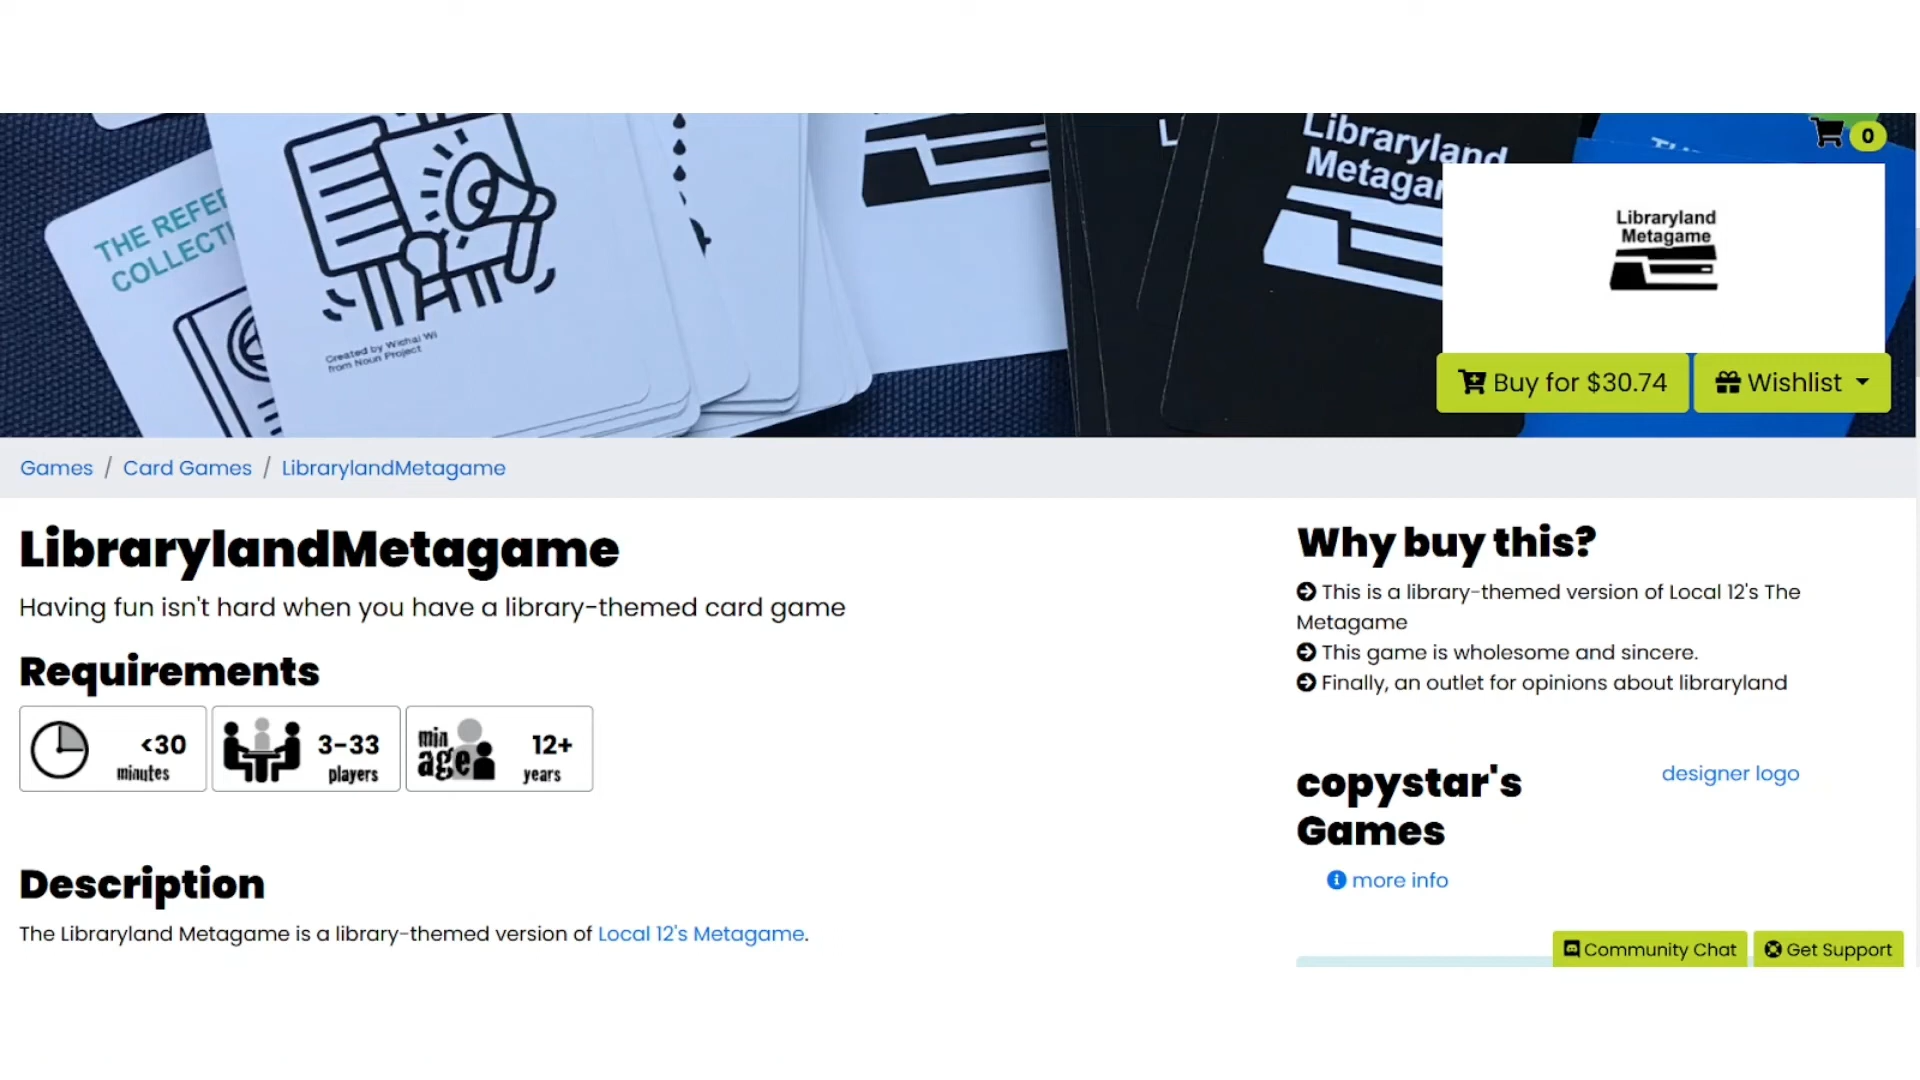 THE REFE
COLLECT
Created by Wichai Wi
from Noun Project
Libraryland
Metagam
0
Libraryland
Metagame
Buy for $30.74
Wishlist
Games / Card Games / LibrarylandMetagame
LibrarylandMetagame
Having fun isn't hard when you have a library-themed card game
Requirements
<30
minutes
3-33
players
min
age
12+
years
Description
The Libraryland Metagame is a library-themed version of Local 12's Metagame.
Why buy this?
This is a library-themed version of Local 12's The
Metagame
This game is wholesome and sincere.
Finally, an outlet for opinions about libraryland
copystar's
Games
designer logo
more info
Community Chat
Get Support